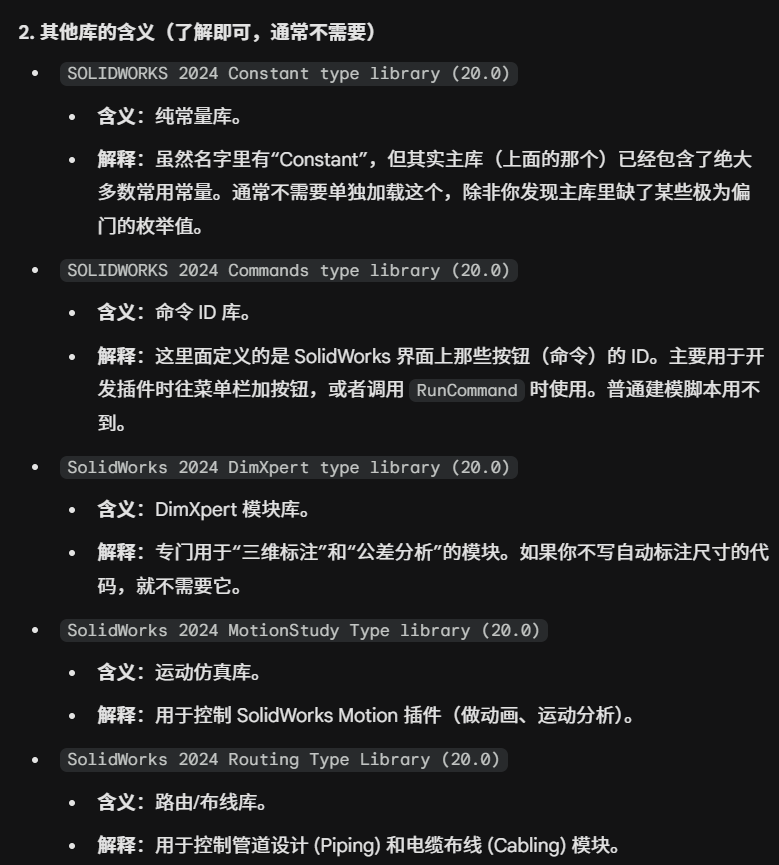 2. 其他库的含义（了解即可，通常不需要）
• SOLIDWORKS 2024 Constant type library (20.0)
• 含义：纯常量库。
• 解释：虽然名字里有“Constant”，但其实主库（上面的那个）已经包含了绝大
多数常用常量。通常不需要单独加载这个，除非你发现主库里缺了某些极为偏
门的枚举值。
• SOLIDWORKS 2024 Commands type library (20.0)
• 含义：命令 ID 库。
• 解释：这里面定义的是 SolidWorks 界面上那些按钮（命令）的 ID。主要用于开
发插件时往菜单栏加按钮，或者调用 RunCommand 时使用。普通建模脚本用不
到。
• SolidWorks 2024 DimXpert type library (20.0)
• 含义：DimXpert 模块库。
• 解释：专门用于“三维标注”和“公差分析”的模块。如果你不写自动标注尺寸的代
码，就不需要它。
• SolidWorks 2024 MotionStudy Type library (20.0)
• 含义：运动仿真库。
• 解释：用于控制 SolidWorks Motion 插件（做动画、运动分析）。
• SolidWorks 2024 Routing Type Library (20.0)
• 含义：路由/布线库。
• 解释：用于控制管道设计 (Piping) 和电缆布线 (Cabling) 模块。